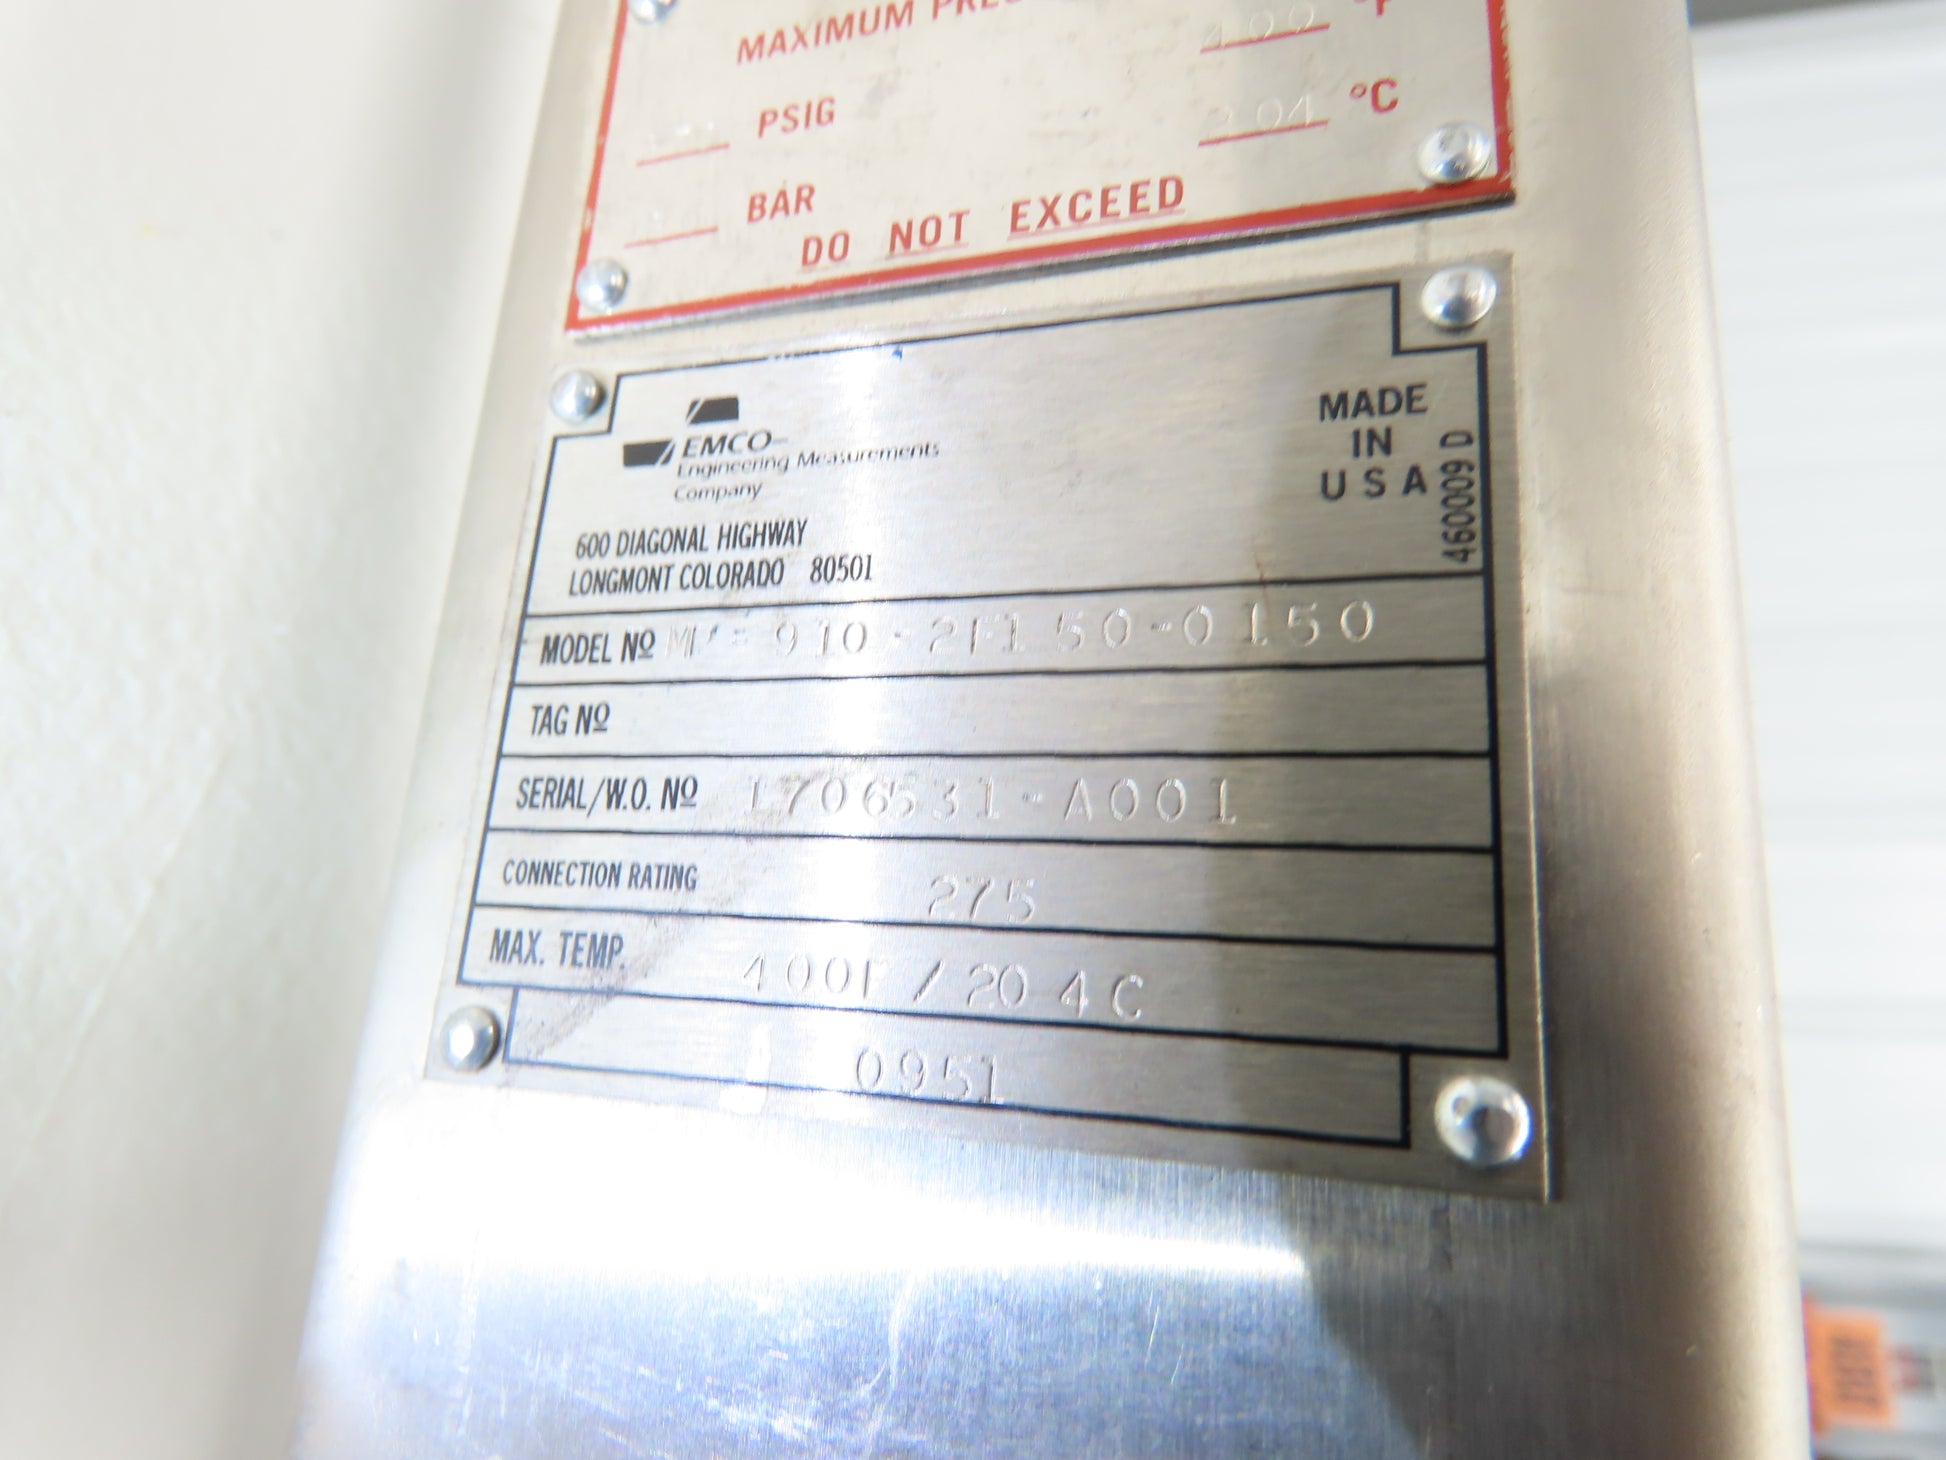 MAXIMUM
400 °F
PSIG
204 °C
BAR
DO NOT EXCEED
EMCO
Engineering Measurements
Company
MADE
IN
USA
460009 D
600 DIAGONAL HIGHWAY
LONGMONT COLORADO 80501
MODEL Nº 910-2F150-0150
TAG Nº
SERIAL/W.O. Nº 1706531-A001
CONNECTION RATING 275
MAX. TEMP. 400F/204C
0951